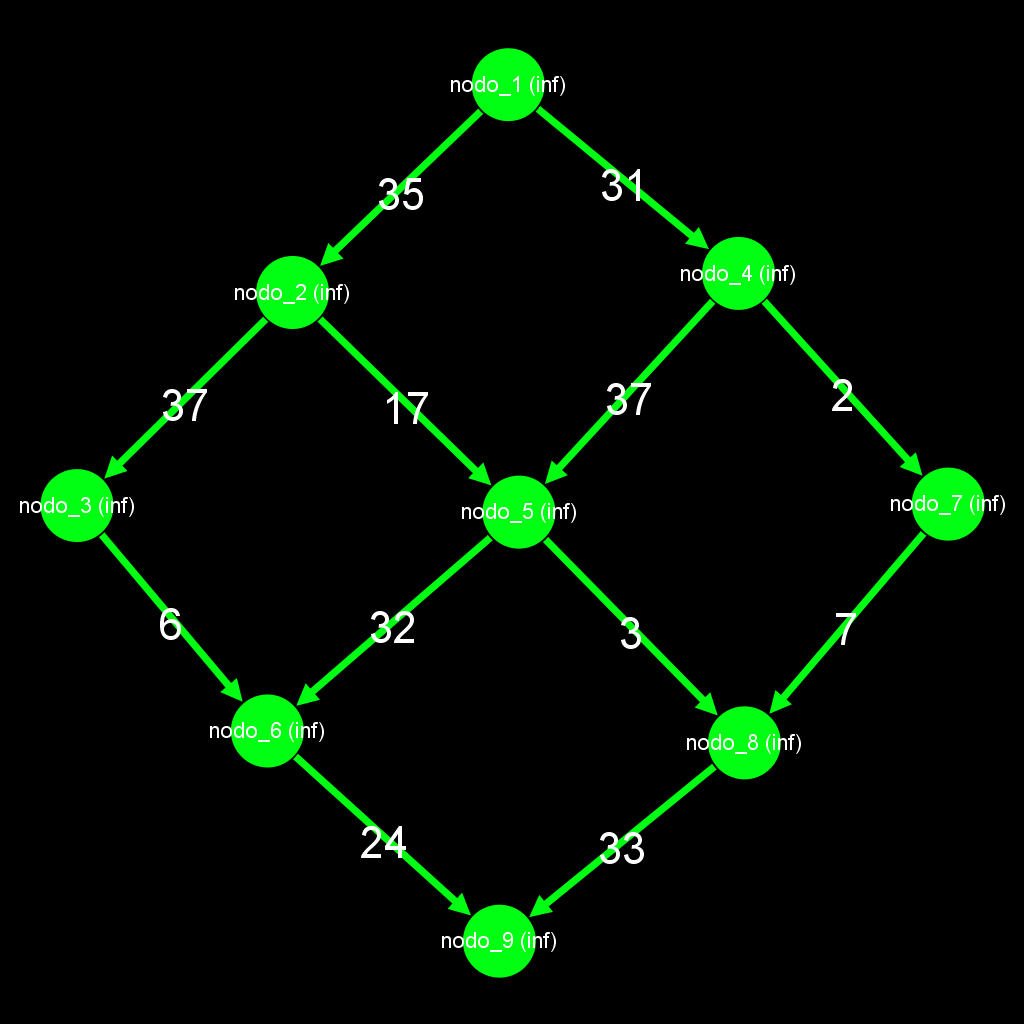 nodo_1 (inf)
35
31
nodo_4 (inf)
nodo_2 (inf)
37
17
37
2
nodo_3 (inf)
nodo_5 (inf)
nodo_7 (inf)
6
32
3
7
nodo_6 (inf)
nodo_8 (inf)
24
33
nodo_9 (inf)